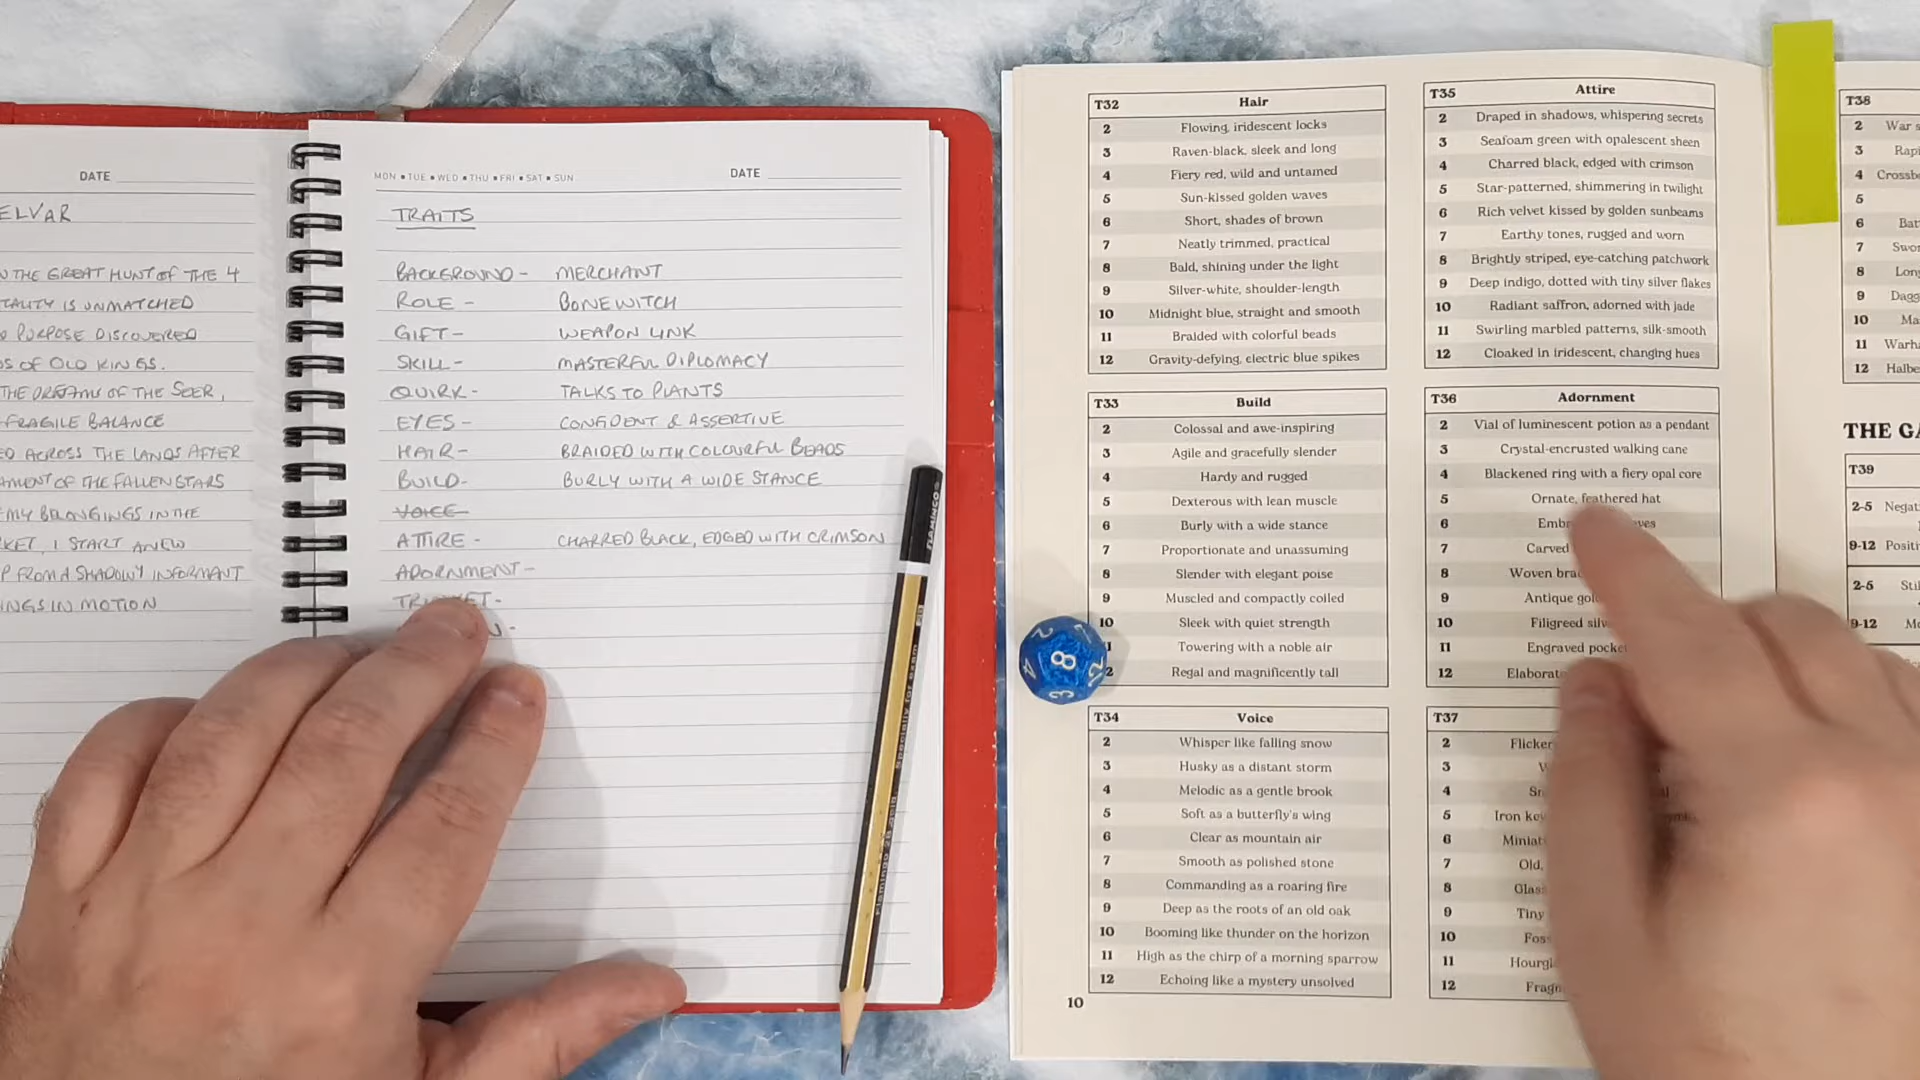 DATE
ELVAR
THE GREAT HUNT OF THE 4
IS UNMATCHED
PURPOSE DISCOVERED
OF OLD KINGS.
THE DREAMS OF THE SEER,
FRAGILE BALANCE
ACROSS THE LANDS AFTER
OF THE FALLEN STARS
MY BELONGINGS IN THE
I START ANEW
FROM A SHADOWY INFORMANT
IN MOTION
MON TUE WED THU FRI SAT SUN
DATE
TRAITS
BACKGROUND - MERCHANT
ROLE - BONE WITCH
GIFT - WEAPON LINK
SKILL - MASTERFUL DIPLOMACY
QUIRK - TALKS TO PLANTS
EYES - CONFIDENT & ASSERTIVE
HAIR - BRAIDED WITH COLOURFUL BEADS
BUILD - BURLY WITH A WIDE STANCE
VOICE
ATTIRE - CHARRED BLACK, EDGED WITH CRIMSON
ADORNMENT -
FLAMINGO
8
12
3
4
2
T32 Hair
2 Flowing, iridescent locks
3 Raven-black, sleek and long
4 Fiery red, wild and untamed
5 Sun-kissed golden waves
6 Short, shades of brown
7 Neatly trimmed, practical
8 Bald, shining under the light
9 Silver-white, shoulder-length
10 Midnight blue, straight and smooth
11 Braided with colorful beads
12 Gravity-defying, electric blue spikes
T33 Build
2 Colossal and awe-inspiring
3 Agile and gracefully slender
4 Hardy and rugged
5 Dexterous with lean muscle
6 Burly with a wide stance
7 Proportionate and unassuming
8 Slender with elegant poise
9 Muscled and compactly coiled
10 Sleek with quiet strength
Towering with a noble air
Regal and magnificently tall
T34 Voice
2 Whisper like falling snow
3 Husky as a distant storm
4 Melodic as a gentle brook
5 Soft as a butterfly's wing
6 Clear as mountain air
7 Smooth as polished stone
8 Commanding as a roaring fire
9 Deep as the roots of an old oak
10 Booming like thunder on the horizon
11 High as the chirp of a morning sparrow
12 Echoing like a mystery unsolved
10
T35 Attire
2 Draped in shadows, whispering secrets
3 Seafoam green with opalescent sheen
4 Charred black, edged with crimson
5 Star-patterned, shimmering in twilight
6 Rich velvet kissed by golden sunbeams
7 Earthy tones, rugged and worn
8 Brightly striped, eye-catching patchwork
9 Deep indigo, dotted with tiny silver flakes
10 Radiant saffron, adorned with jade
11 Swirling marbled patterns, silk-smooth
12 Cloaked in iridescent, changing hues
T36 Adornment
2 Vial of luminescent potion as a pendant
3 Crystal-encrusted walking cane
4 Blackened ring with a fiery opal core
5 Ornate, feathered hat
6
7 Carved
8 Woven
9 Antique
10 Filigreed
11 Engraved
12
T37
2
3
4
5 Iron key
6
7 Old,
8
9 Tiny
10
11
12
T38
2 War
3
4
5
6
7
8
9
10
11
12
THE
T39
2-5
9-12
2-5
9-12